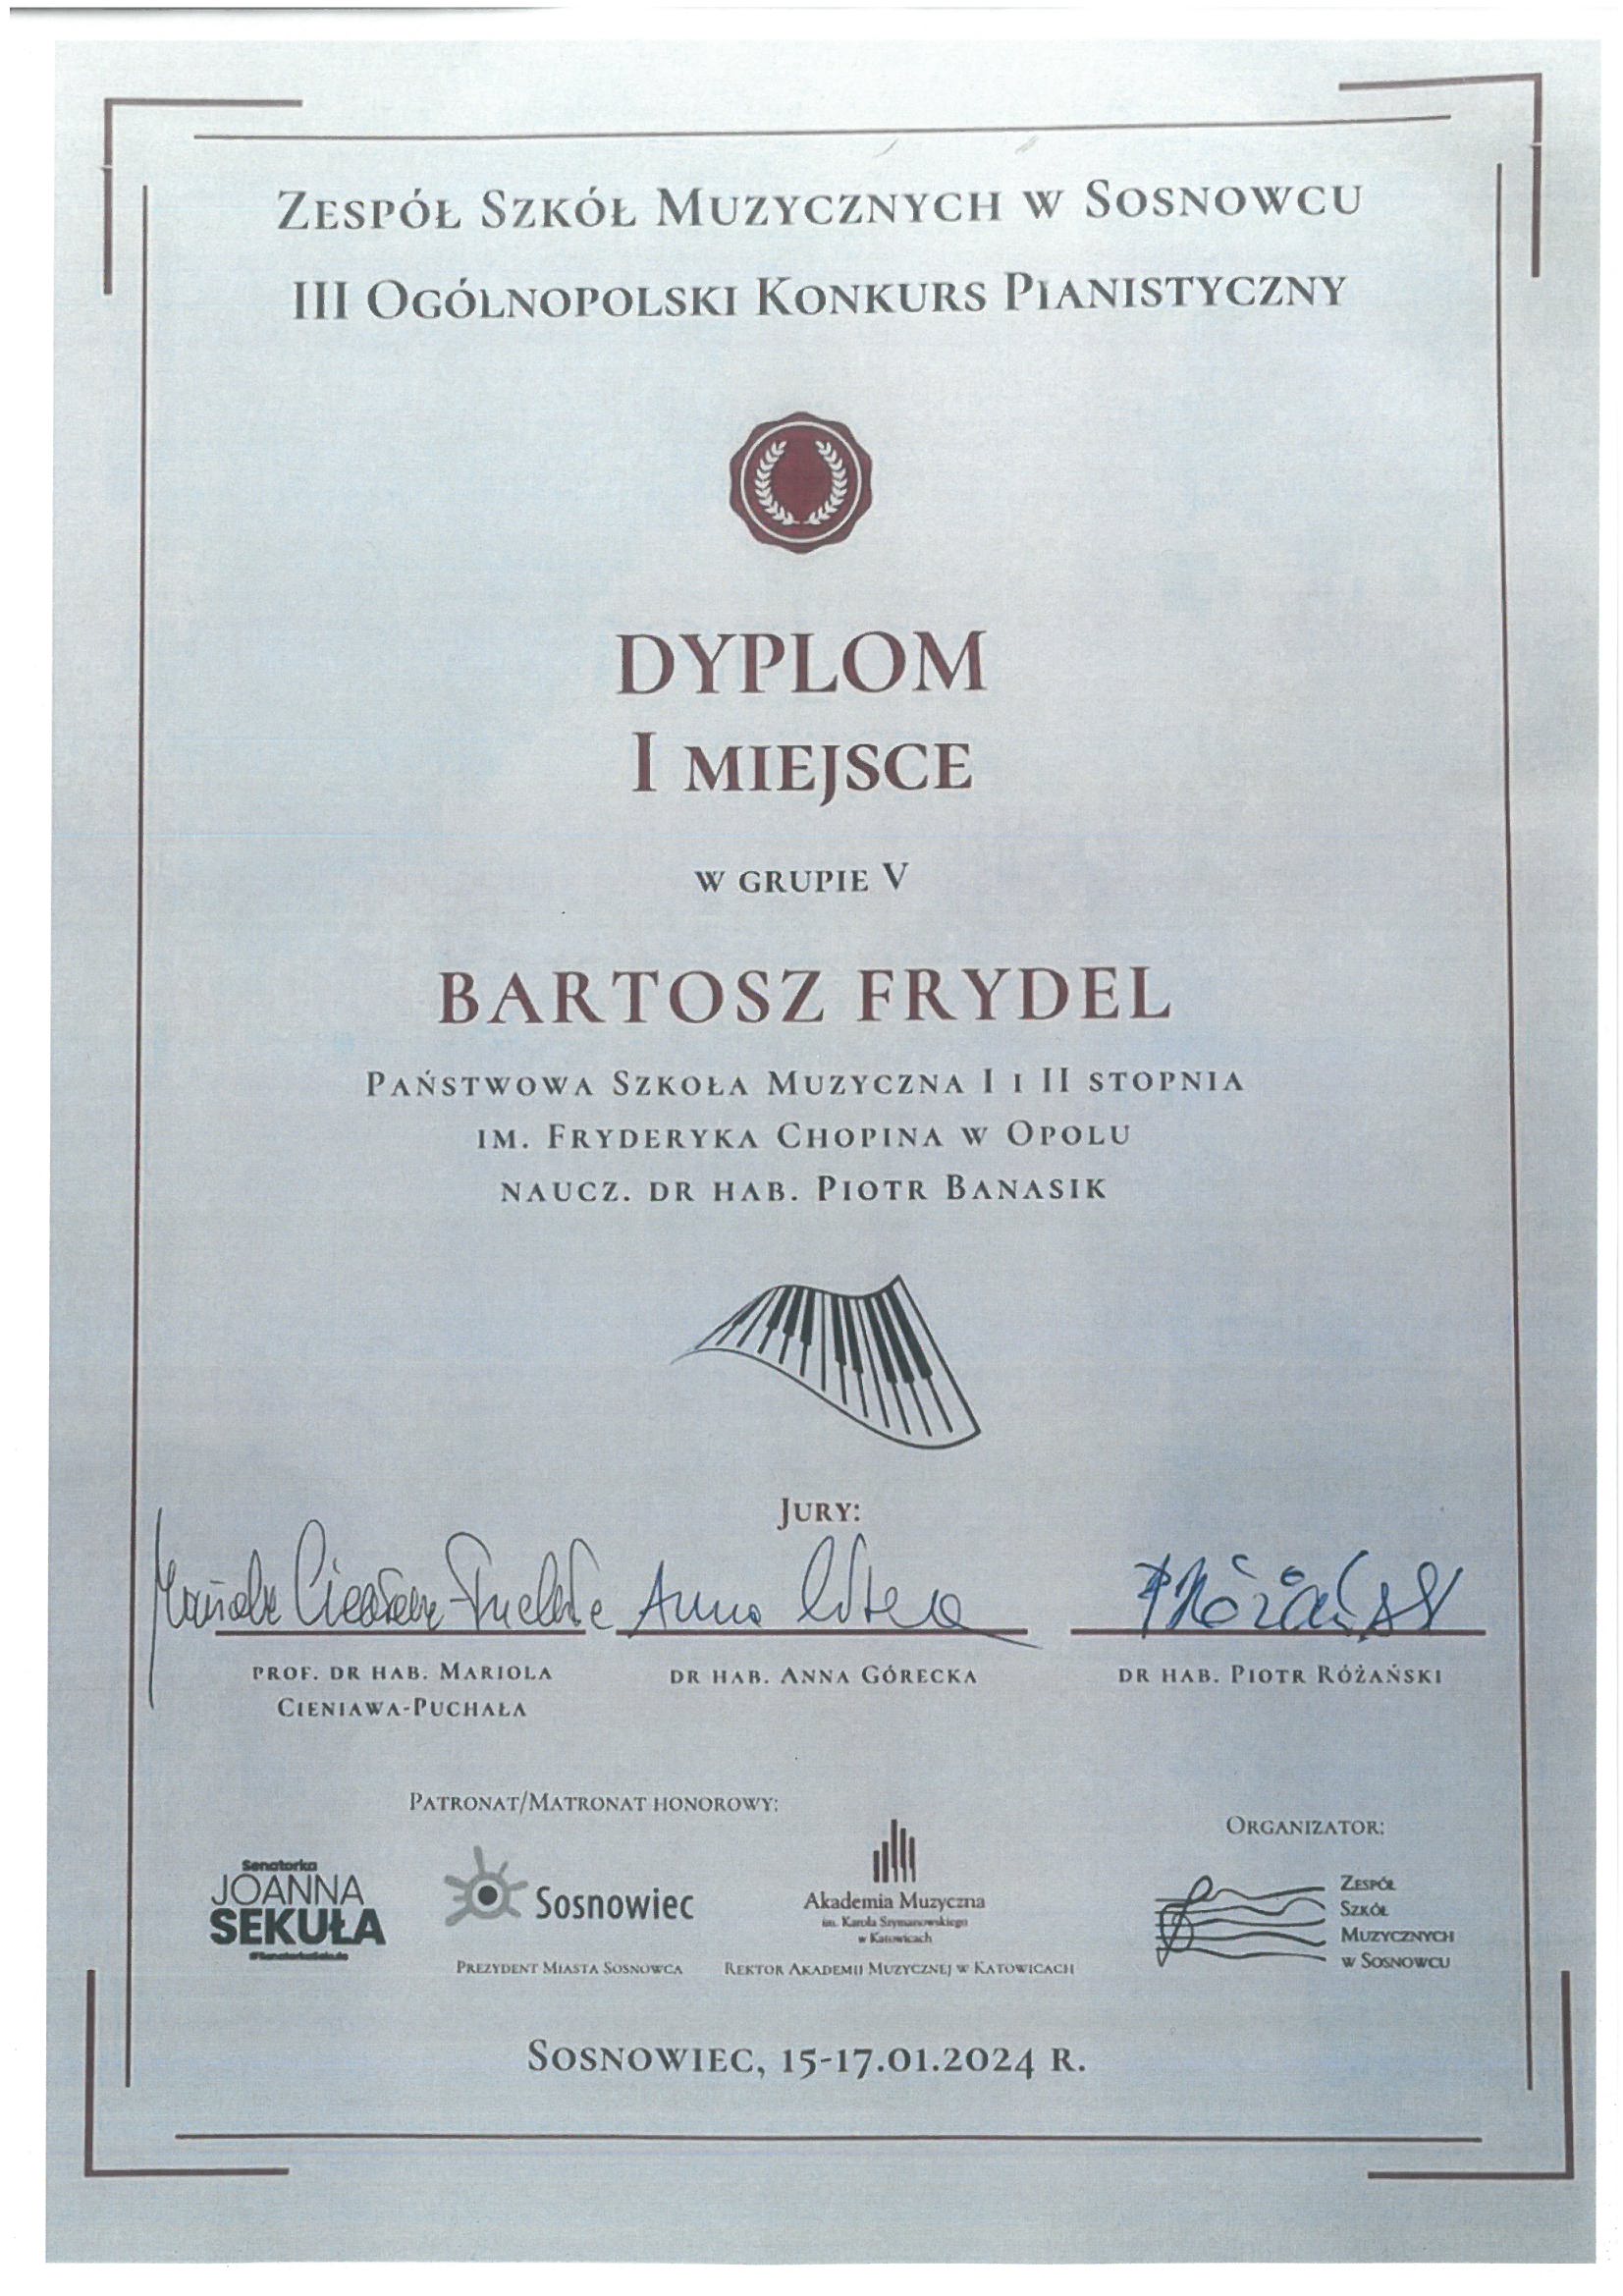 Zespół Szkół Muzycznych w Sosnowcu
III Ogólnopolski Konkurs Pianistyczny
DYPLOM
I MIEJSCE
w grupie V
BARTOSZ FRYDEL
Państwowa Szkoła Muzyczna I i II stopnia
im. Fryderyka Chopina w Opolu
naucz. dr hab. Piotr Banasik
Jury:
prof. dr hab. Mariola
Cieniawa-Puchała
dr hab. Anna Górecka
dr hab. Piotr Różański
Patronat/Matronat honorowy:
Senatorka
JOANNA
SEKUŁA
#SenatorkaSekuła
Sosnowiec
Prezydent Miasta Sosnowca
Akademia Muzyczna
im. Karola Szymanowskiego
w Katowicach
Rektor Akademii Muzycznej w Katowicach
Organizator:
Zespół
Szkół
Muzycznych
w Sosnowcu
Sosnowiec, 15-17.01.2024 r.